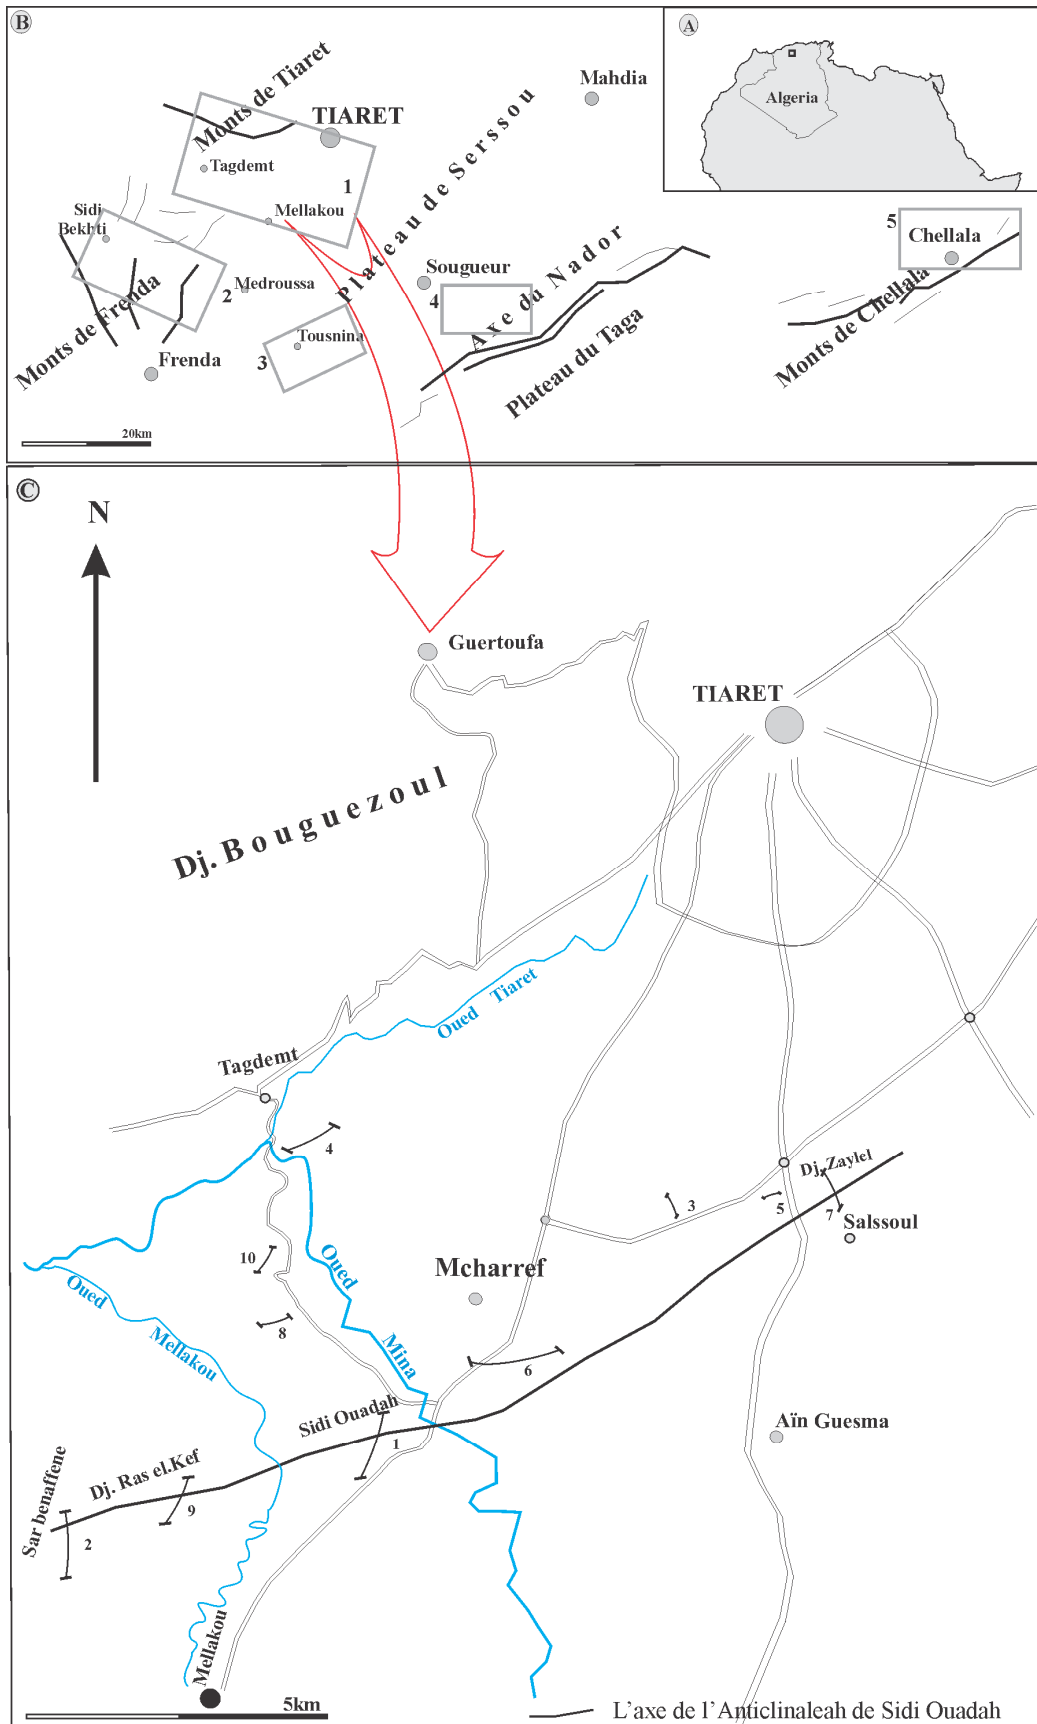 B
A
Algeria
Mahdia
Monts de Tiaret
TIARET
Tagdemt
1
Mellakou
Plateau de Serssou
Sidi
Bekhti
Medroussa
2
Monts de Frenda
Frenda
Tousnina
3
Sougueur
4
Axe du Nador
Plateau du Taga
5
Chellala
Monts de Chellala
20km
C
N
Guertoufa
TIARET
Dj. Bouguezoul
Oued Tiaret
Tagdemt
4
Dj. Zaylel
3
5
7
Salssoul
10
Oued
Mina
Mcharref
Oued
Mellakou
8
6
Sidi Ouadah
1
Aïn Guesma
Dj. Ras el.Kef
9
Sar benaffene
2
Mellakou
5km
L'axe de l'Anticlinaleah de Sidi Ouadah